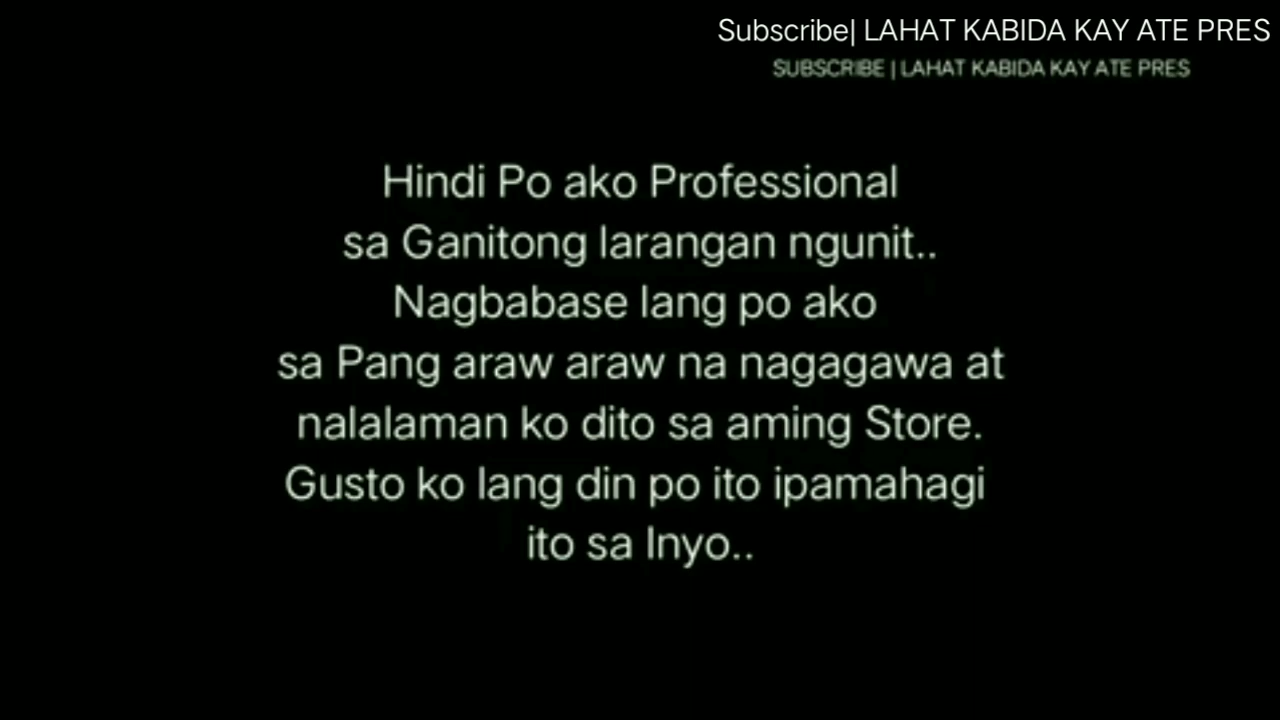 Subscribe| LAHAT KABIDA KAY ATE PRES
SUBSCRIBE | LAHAT KABIDA KAY ATE PRES
Hindi Po ako Professional
sa Ganitong larangan ngunit..
Nagbabase lang po ako
sa Pang araw araw na nagagawa at
nalalaman ko dito sa aming Store.
Gusto ko lang din po ito ipamahagi
ito sa Inyo..